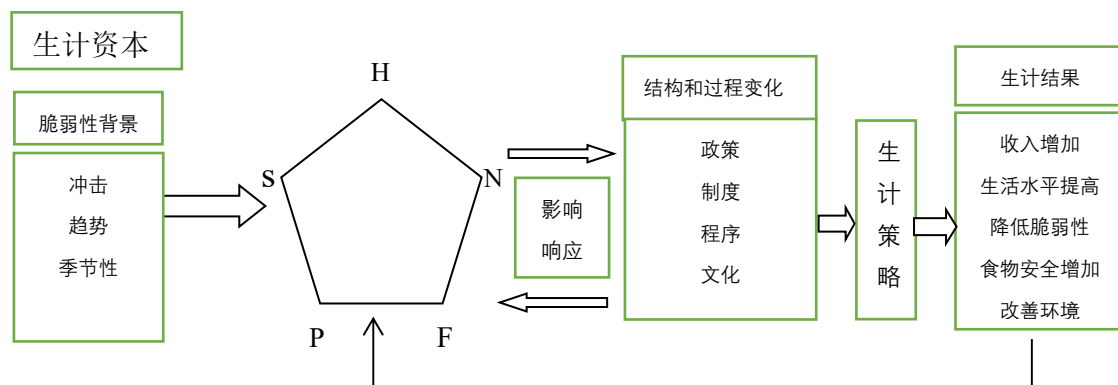 生计资本
脆弱性背景
冲击
趋势
季节性
H
S
N
P
F
影响
响应
结构和过程变化
政策
制度
程序
文化
生
计
策
略
生计结果
收入增加
生活水平提高
降低脆弱性
食物安全增加
改善环境